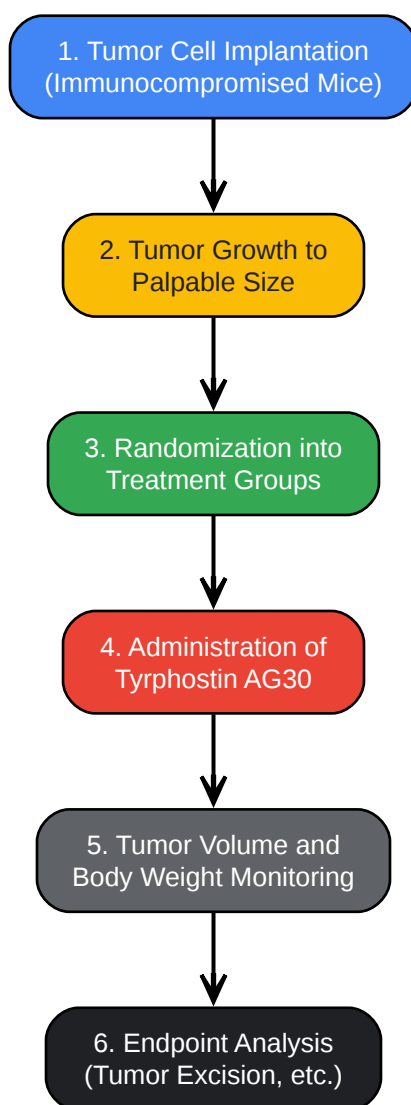 1. Tumor Cell Implantation
(Immunocompromised Mice)
2. Tumor Growth to
Palpable Size
3. Randomization into
Treatment Groups
4. Administration of
Tyrphostin AG30
5. Tumor Volume and
Body Weight Monitoring
6. Endpoint Analysis
(Tumor Excision, etc.)